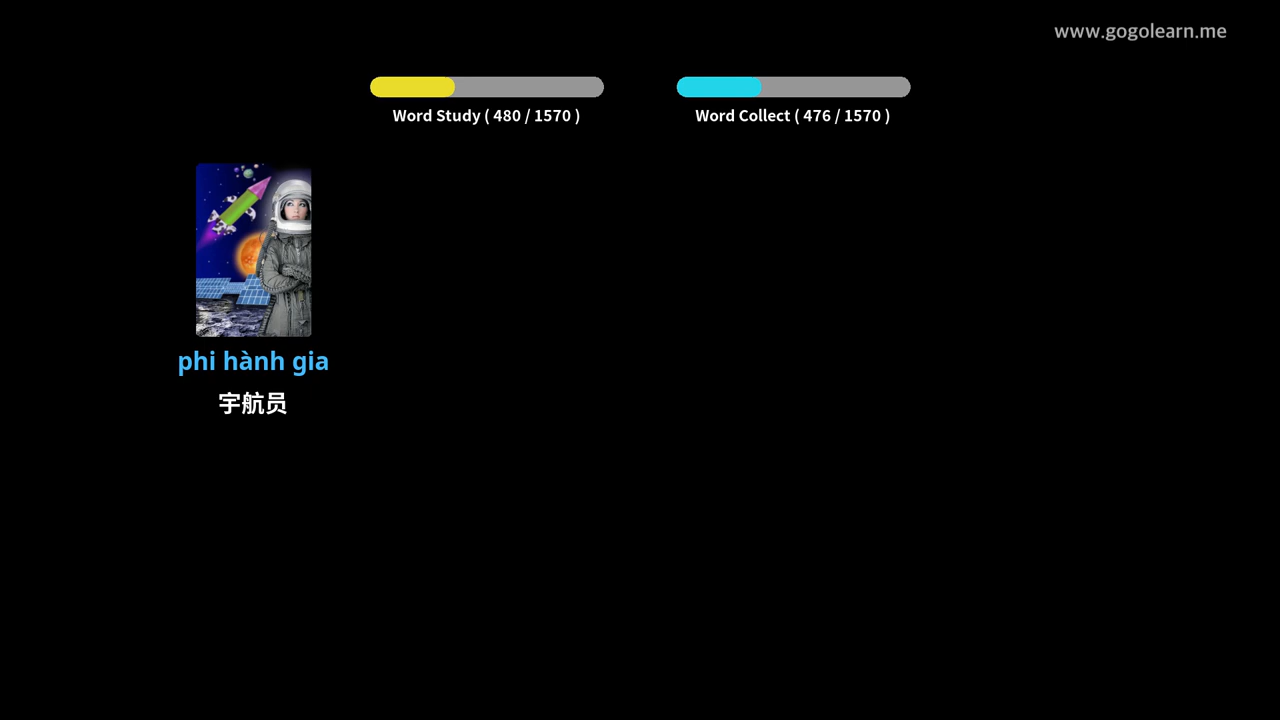 www.gogolearn.me
Word Study ( 480 / 1570 )
Word Collect ( 476 / 1570 )
phi hành gia
宇航员